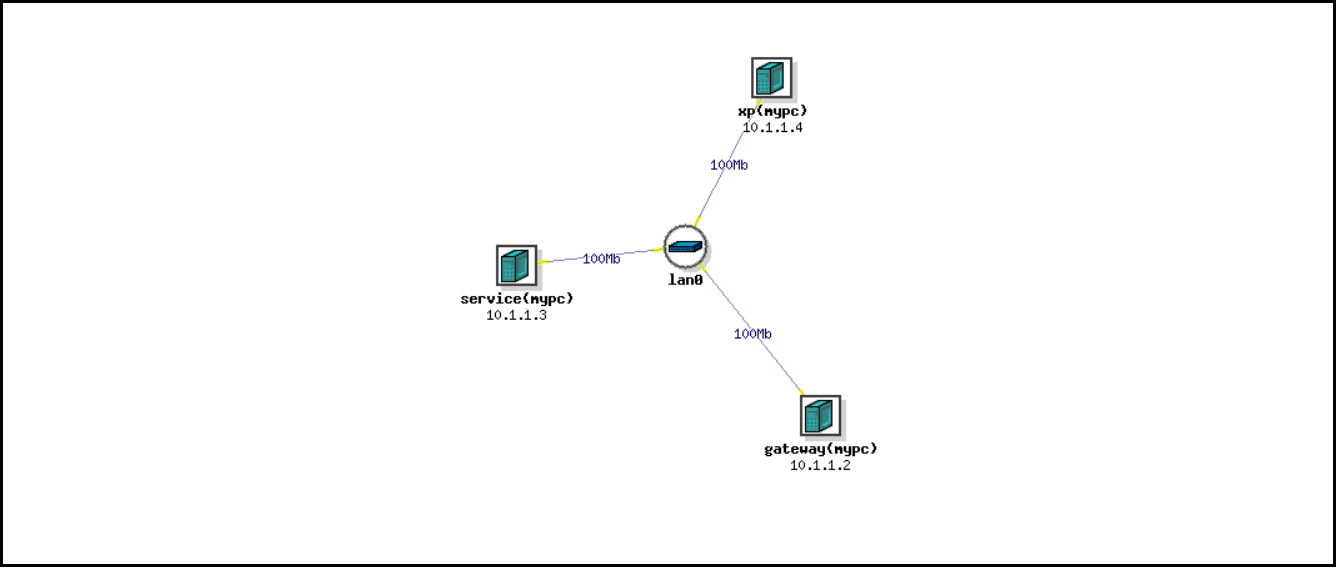 xp(mypc)
10.1.1.4
100Mb
100Mb
lan0
service(mypc)
10.1.1.3
100Mb
gateway(mypc)
10.1.1.2